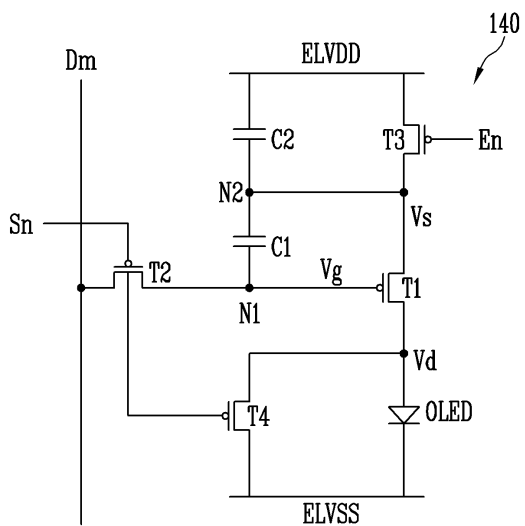 140
ELVDD
Dm
C2
T3
En
N2
Vs
Sn
C1
T2
Vg
T1
N1
Vd
T4
OLED
ELVSS